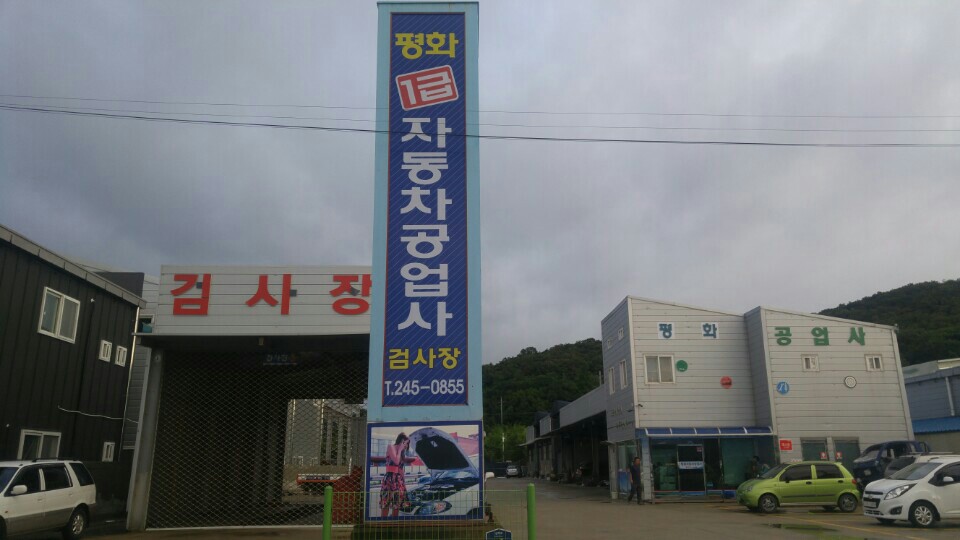 평화
1급
자동차공업사
검사장
T.245-0855
검사장
평화
공업사